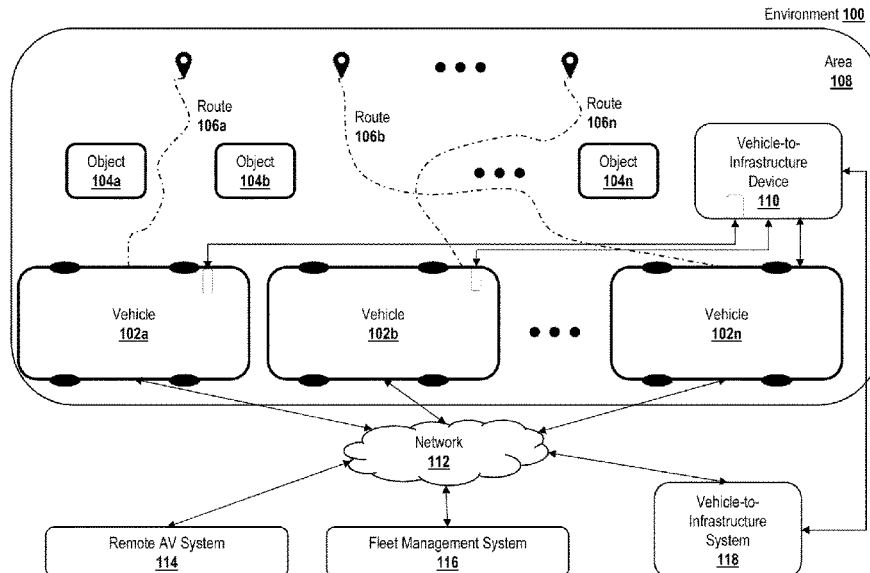 Environment 100
Area
108
Route
106a
Route
106b
Route
106n
Object
104a
Object
104b
Object
104n
Vehicle-to-
Infrastructure
Device
110
Vehicle
102a
Vehicle
102b
Vehicle
102n
Network
112
Remote AV System
114
Fleet Management System
116
Vehicle-to-
Infrastructure
System
118